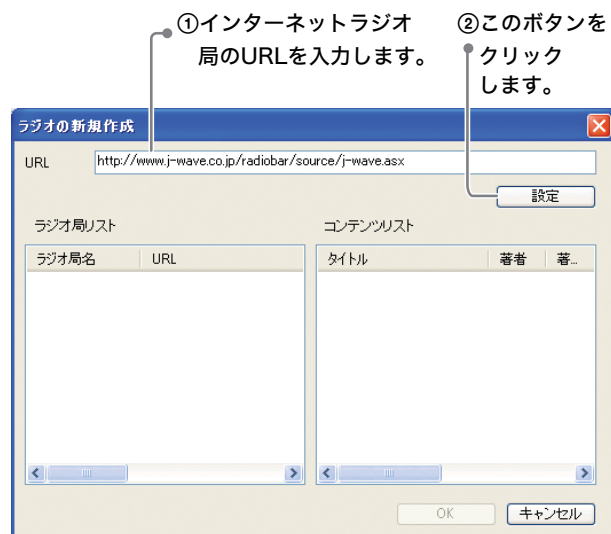 ①インターネットラジオ
局のURLを入力します。
②このボタンを
クリック
します。
ラジオの新規作成
URL http://www.j-wave.co.jp/radiobar/source/j-wave.asx
設定
ラジオ局リスト コンテンツリスト
ラジオ局名 URL タイトル 著者 著...
OK キャンセル